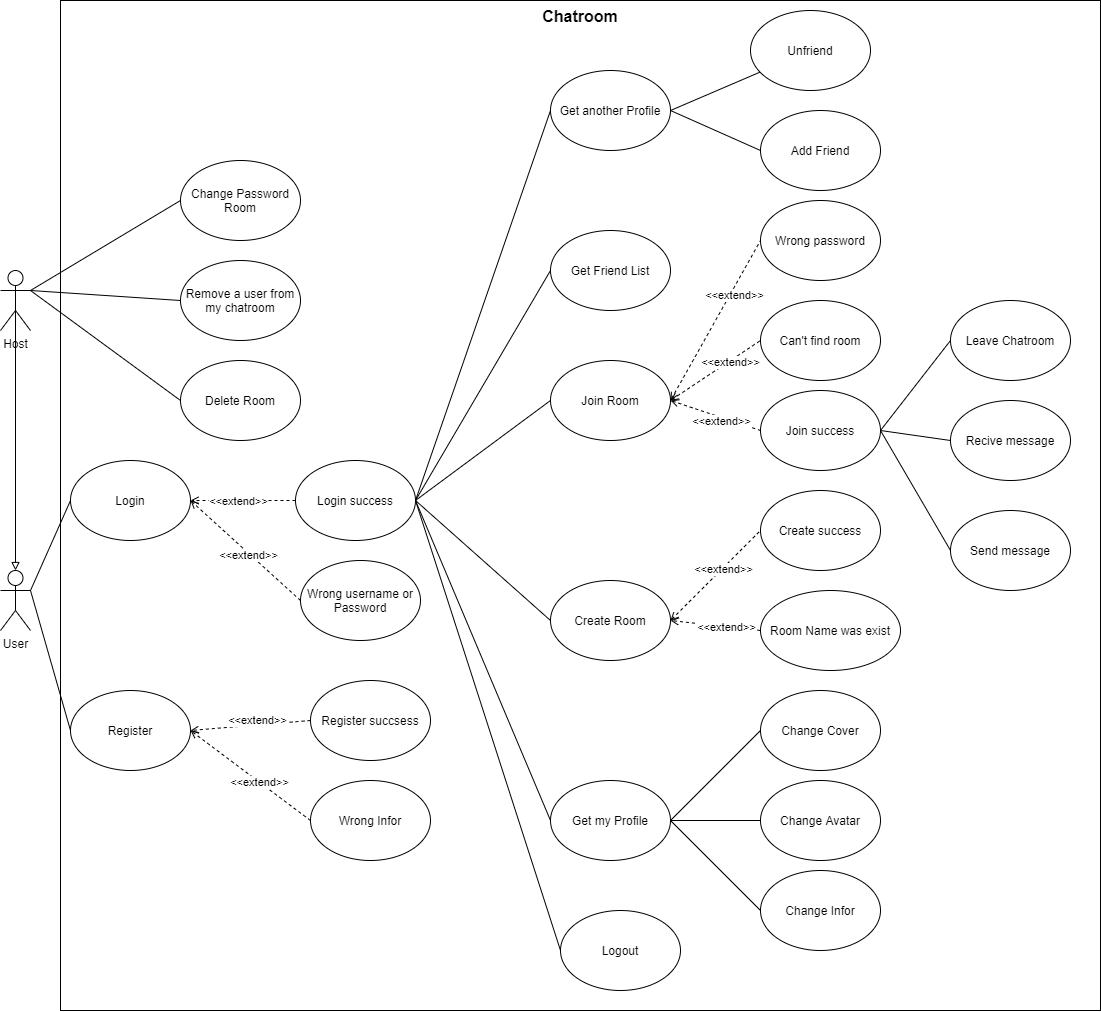 Chatroom
Unfriend
Get another Profile
Add Friend
Change Password
Room
Wrong password
Get Friend List
Remove a user from
my chatroom
<<extend>>
Host
Can't find room
Leave Chatroom
<<extend>>
Delete Room
Join Room
<<extend>>
Join success
Recive message
Login
<<extend>>
Login success
Create success
Send message
<<extend>>
<<extend>>
Wrong username or
Password
User
Create Room
<<extend>>
Room Name was exist
Register
<<extend>>
Register succsess
Change Cover
<<extend>>
Wrong Infor
Get my Profile
Change Avatar
Change Infor
Logout